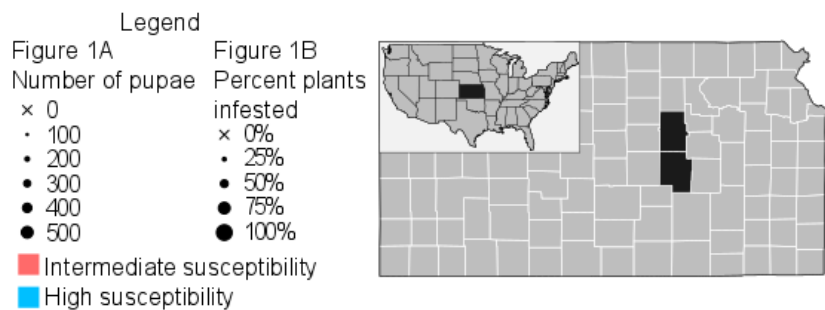 Legend
Figure 1A
Number of pupae
× 0
100
200
300
400
500
Figure 1B
Percent plants
infested
× 0%
25%
50%
75%
100%
Intermediate susceptibility
High susceptibility